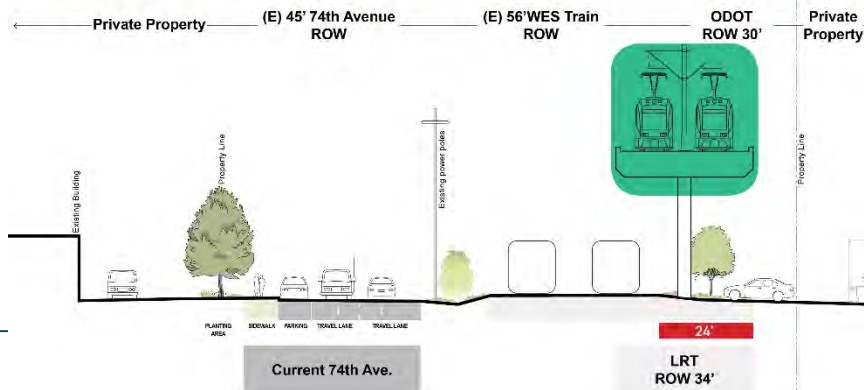 Private Property
(E) 45' 74th Avenue
ROW
(E) 56'WES Train
ROW
ODOT
ROW 30'
Private
Property
Existing Building
Property Line
Existing power poles
Property Line
PLANTING
AREA
SIDEWALK
PARKING
TRAVEL LANE
TRAVEL LANE
24'
Current 74th Ave.
LRT
ROW 34'